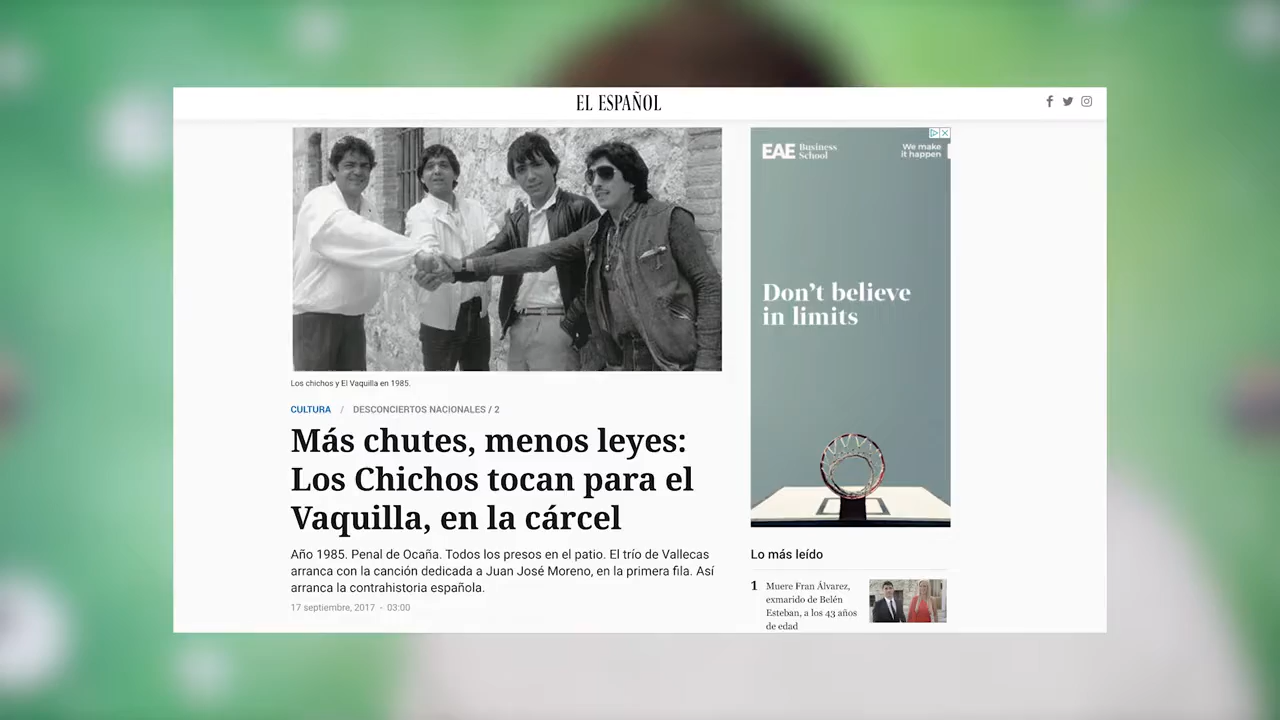 EL ESPAÑOL
EAE Business
School
We make
it happen
Don't believe
in limits
Los chichos y El Vaquilla en 1985.
CULTURA / DESCONCIERTOS NACIONALES / 2
Más chutes, menos leyes:
Los Chichos tocan para el
Vaquilla, en la cárcel
Año 1985. Penal de Ocaña. Todos los presos en el patio. El trío de Vallecas
arranca con la canción dedicada a Juan José Moreno, en la primera fila. Así
arranca la contrahistoria española.
17 septiembre, 2017 - 03:00
Lo más leído
1 Muere Fran Álvarez,
exmarido de Belén
Esteban, a los 43 años
de edad